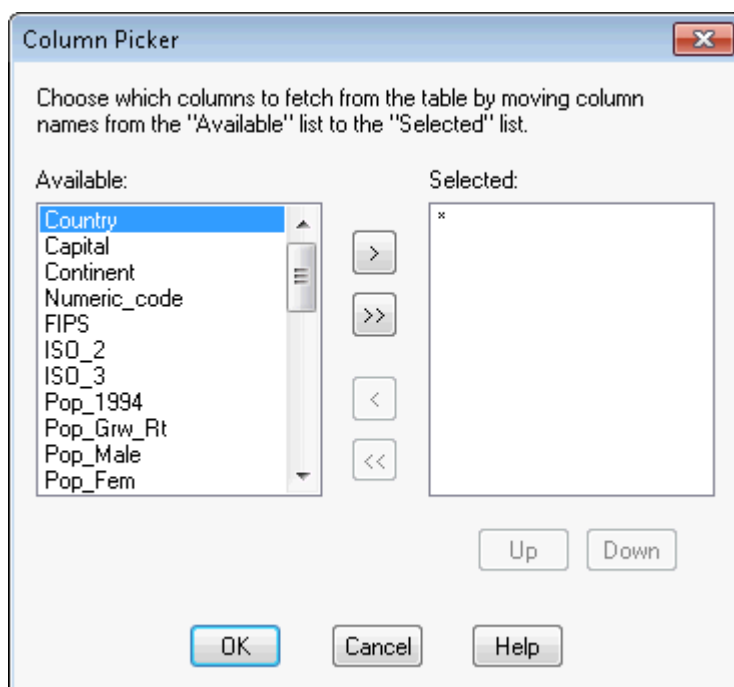 Column Picker
Choose which columns to fetch from the table by moving column
names from the "Available" list to the "Selected" list.
Available:
Selected:
Country
Capital
Continent
Numeric_code
FIPS
ISO_2
ISO_3
Pop_1994
Pop_Grw_Rt
Pop_Male
Pop_Fem
>
>>
<
<<
*
Up
Down
OK
Cancel
Help